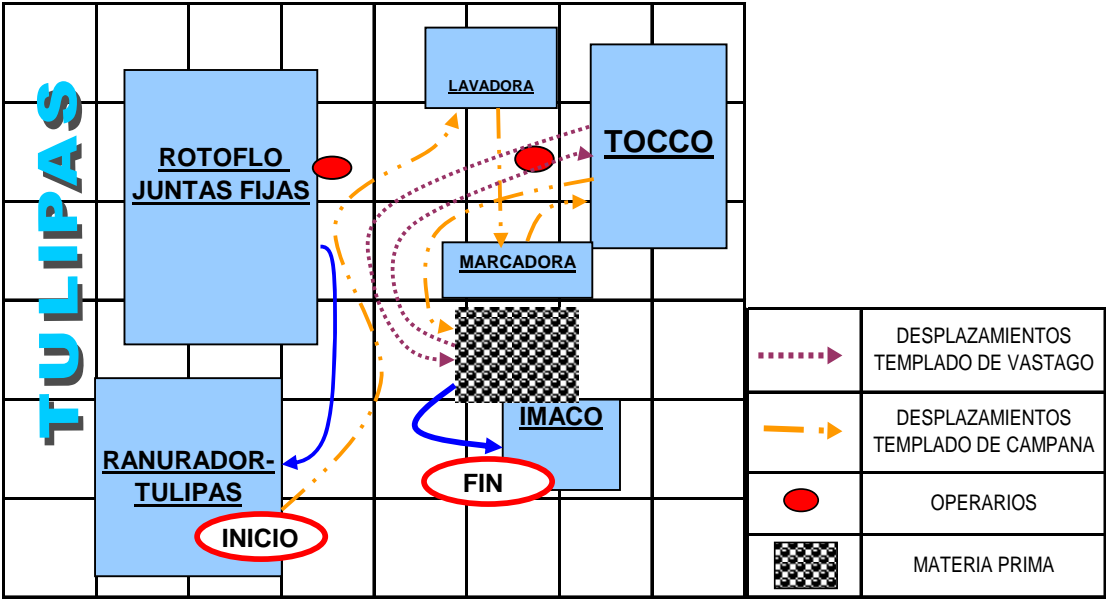 TULIPAS
ROTOFLO
JUNTAS FIJAS
LAVADORA
TOCCO
MARCADORA
IMACO
RANURADOR-
TULIPAS
INICIO
FIN
DESPLAZAMIENTOS
TEMPLADO DE VASTAGO
DESPLAZAMIENTOS
TEMPLADO DE CAMPANA
OPERARIOS
MATERIA PRIMA